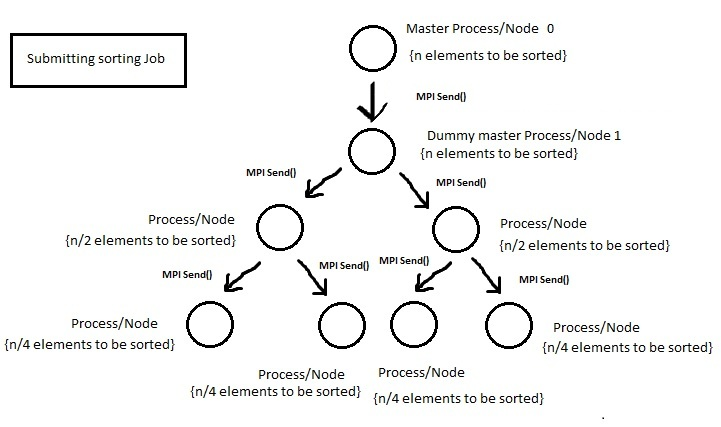 Master Process/Node 0
{n elements to be sorted}
Submitting sorting Job
MPI Send()
Dummy master Process/Node 1
{n elements to be sorted}
MPI Send()
MPI Send()
Process/Node
{n/2 elements to be sorted}
Process/Node
{n/2 elements to be sorted}
MPI Send()
MPI Send()
MPI Send()
MPI Send()
Process/Node
{n/4 elements to be sorted}
Process/Node
{n/4 elements to be sorted}
Process/Node
{n/4 elements to be sorted}
Process/Node
{n/4 elements to be sorted}